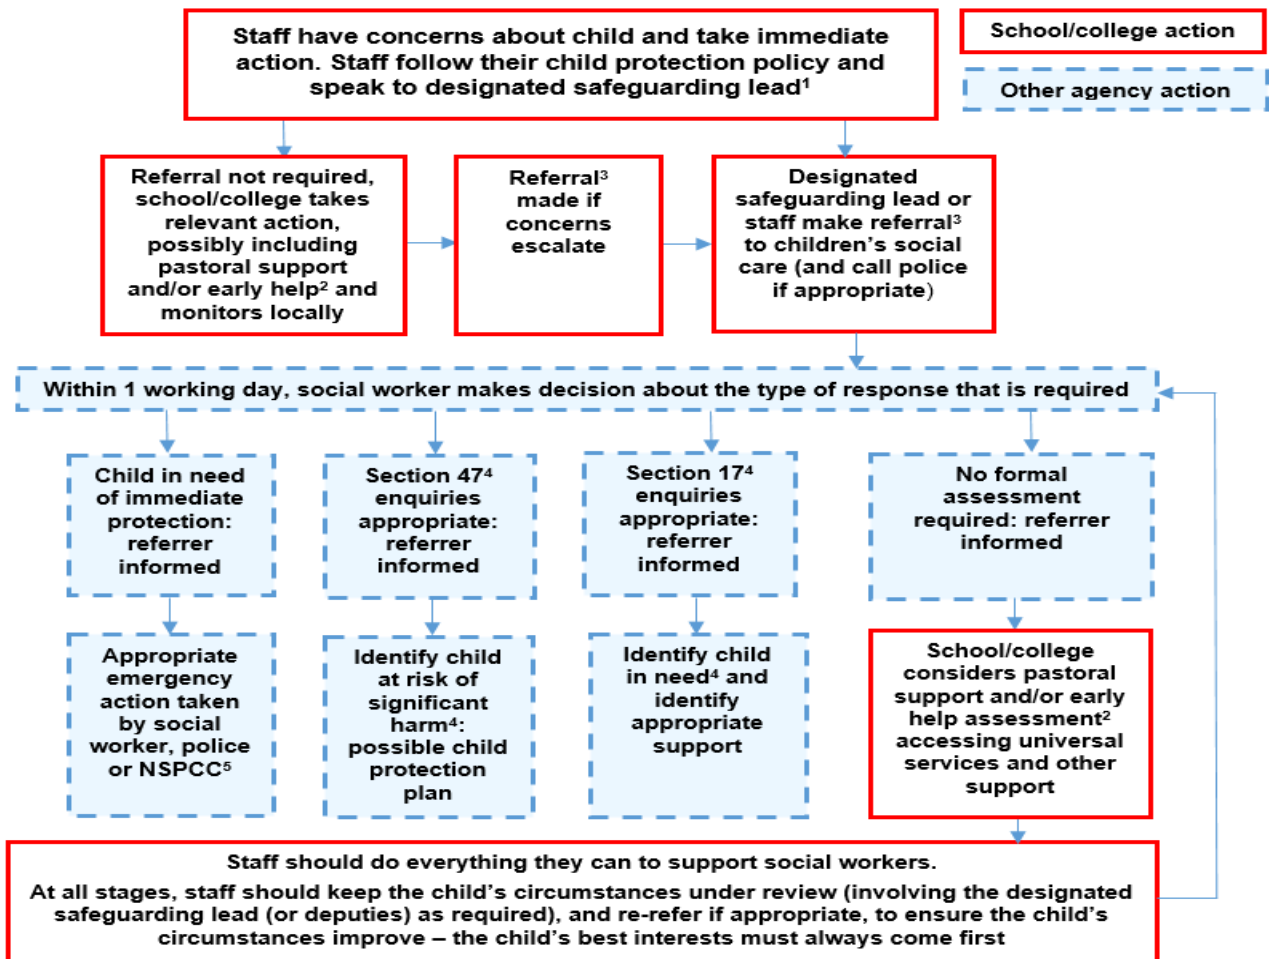 Staff have concerns about child and take immediate
action. Staff follow their child protection policy and
speak to designated safeguarding lead¹
School/college action
Other agency action
Referral not required,
school/college takes
relevant action,
possibly including
pastoral support
and/or early help² and
monitors locally
Referral³
made if
concerns
escalate
Designated
safeguarding lead or
staff make referral³
to children’s social
care (and call police
if appropriate)
Within 1 working day, social worker makes decision about the type of response that is required
Child in need
of immediate
protection:
referrer
informed
Section 47⁴
enquiries
appropriate:
referrer
informed
Section 17⁴
enquiries
appropriate:
referrer
informed
No formal
assessment
required: referrer
informed
Appropriate
emergency
action taken
by social
worker, police
or NSPCC⁵
Identify child
at risk of
significant
harm⁴:
possible child
protection
plan
Identify child
in need⁴ and
identify
appropriate
support
School/college
considers pastoral
support and/or early
help assessment²
accessing universal
services and other
support
Staff should do everything they can to support social workers.
At all stages, staff should keep the child’s circumstances under review (involving the designated
safeguarding lead (or deputies) as required), and re-refer if appropriate, to ensure the child’s
circumstances improve – the child’s best interests must always come first